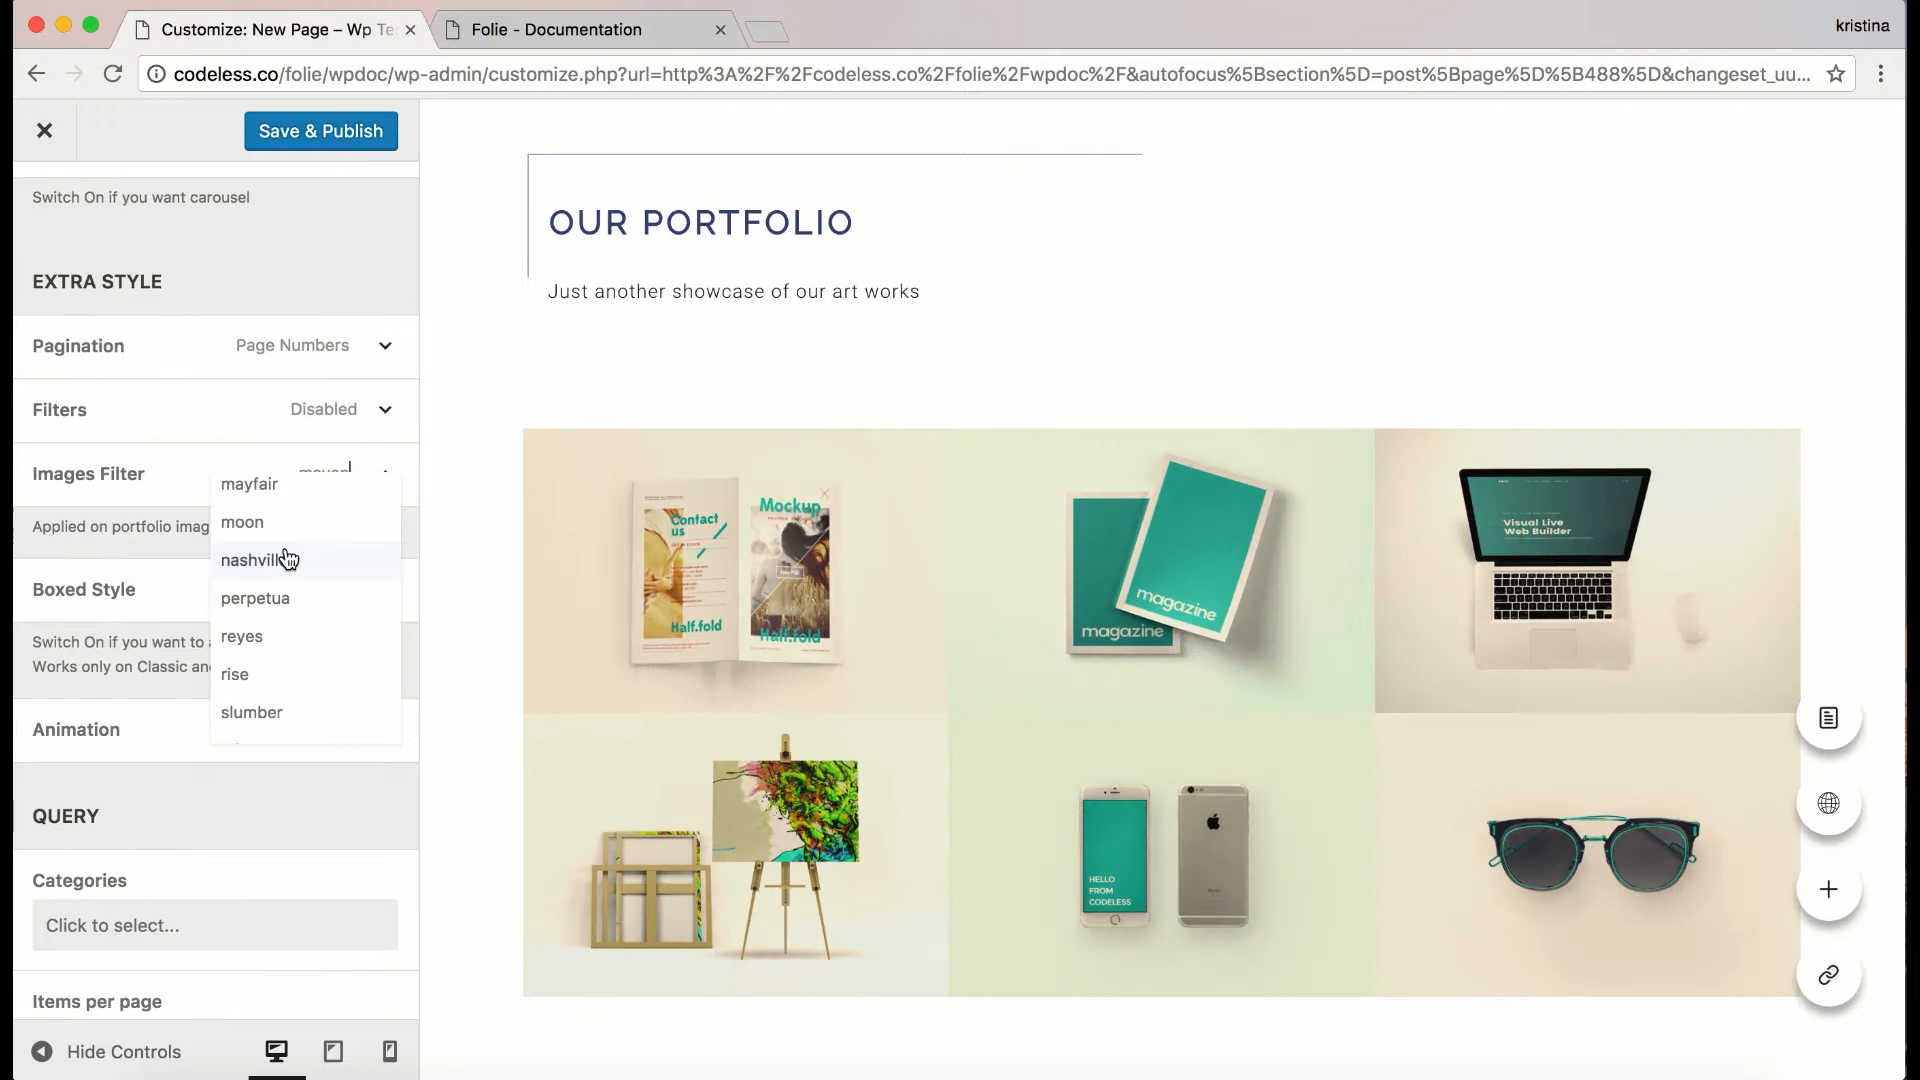 Customize: New Page – Wp Te
Folie - Documentation
kristina
codeless.co/folie/wpdoc/wp-admin/customize.php?url=http%3A%2F%2Fcodeless.co%2Ffolie%2Fwpdoc%2F&autofocus%5Bsection%5D=post%5Bpage%5D%5B488%5D&changeset_uu...
Save & Publish
Switch On if you want carousel
EXTRA STYLE
Pagination
Page Numbers
Filters
Disabled
Images Filter
mayfair
moon
nashvill
perpetua
reyes
rise
slumber
Applied on portfolio imag
Boxed Style
Switch On if you want to
Works only on Classic an
Animation
QUERY
Categories
Click to select...
Items per page
Hide Controls
OUR PORTFOLIO
Just another showcase of our art works
Contact
us
Half.fold
Mockup
Half.fold
magazine
magazine
Visual Live
Web Builder
HELLO
FROM
CODELESS